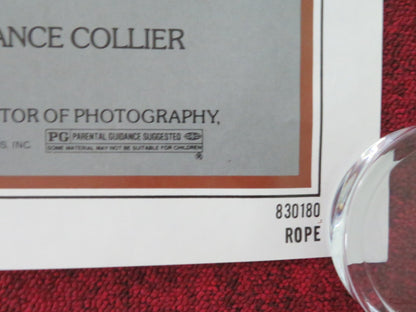 ANCE COLLIER
TOR OF PHOTOGRAPHY,
PG PARENTAL GUIDANCE SUGGESTED
S, INC. SOME MATERIAL MAY NOT BE SUITABLE FOR CHILDREN
®
830180
ROPE